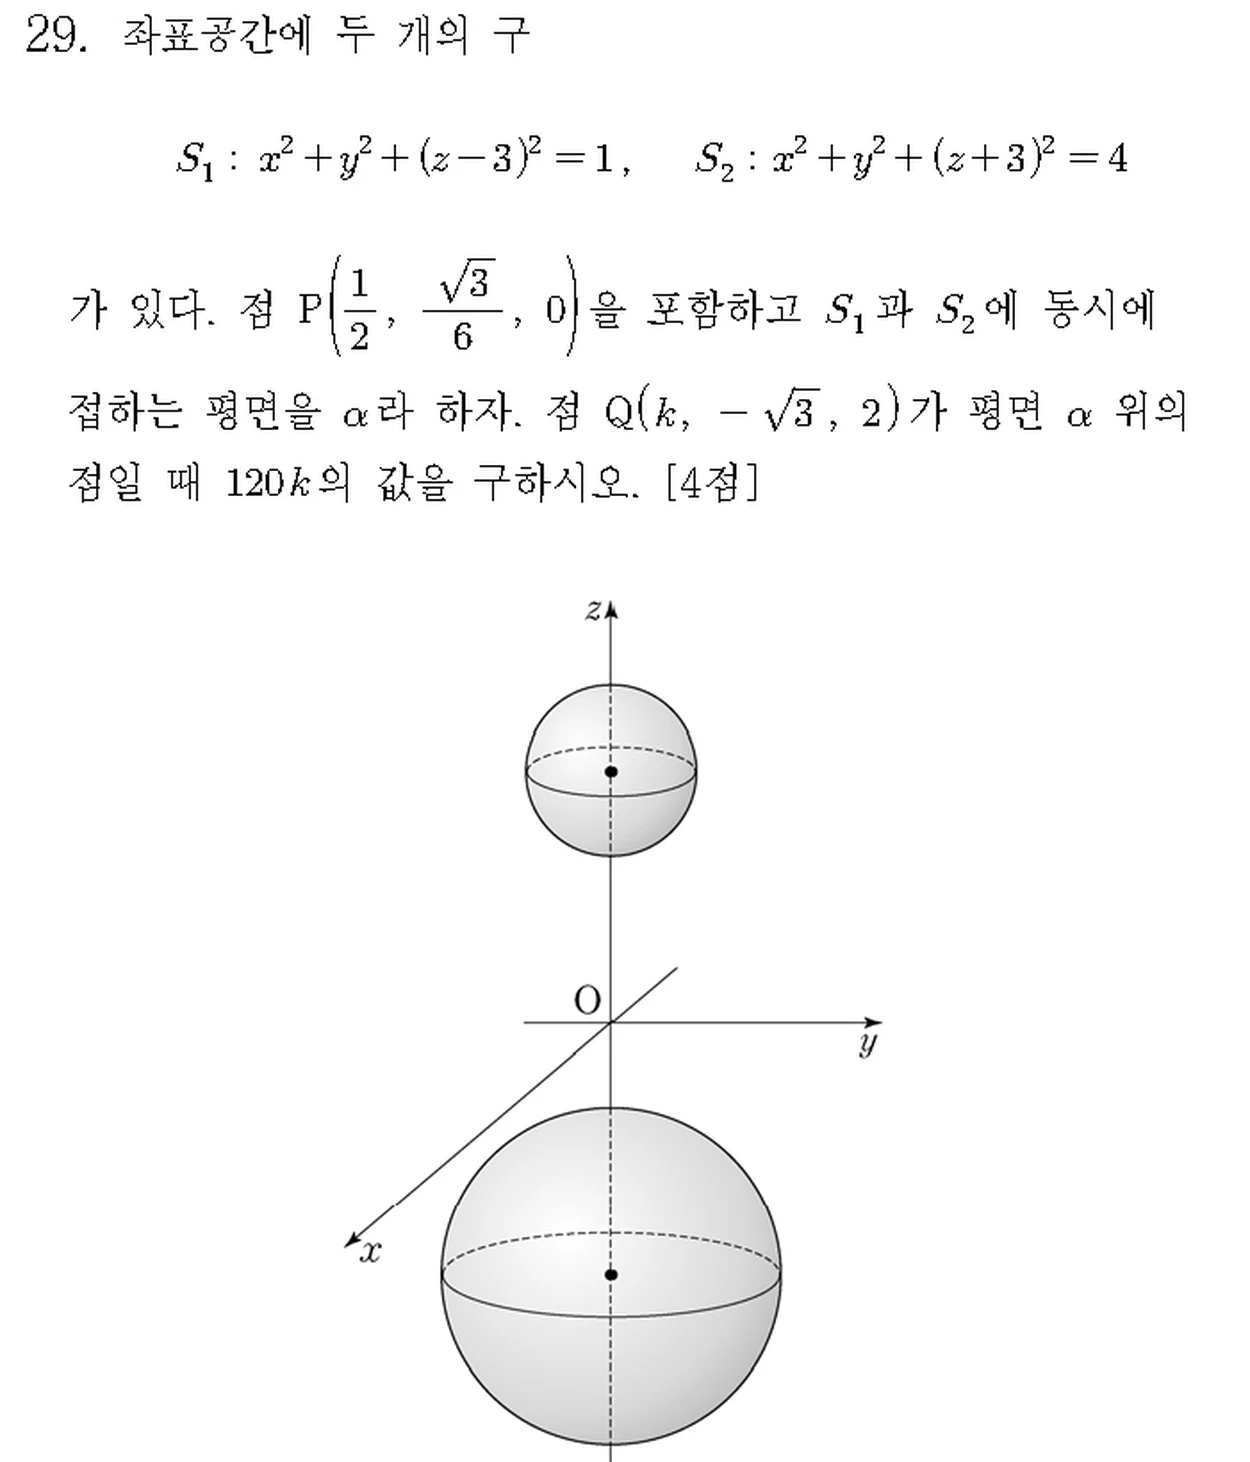 29. 좌표공간에 두 개의 구
S₁ : x²+y²+(z−3)²=1, S₂ : x²+y²+(z+3)²=4
가 있다. 점 P(1/2, √3/6, 0)을 포함하고 S₁과 S₂에 동시에
접하는 평면을 α라 하자. 점 Q(k, −√3, 2)가 평면 α 위의
점일 때 120k의 값을 구하시오. [4점]
z
O
y
x